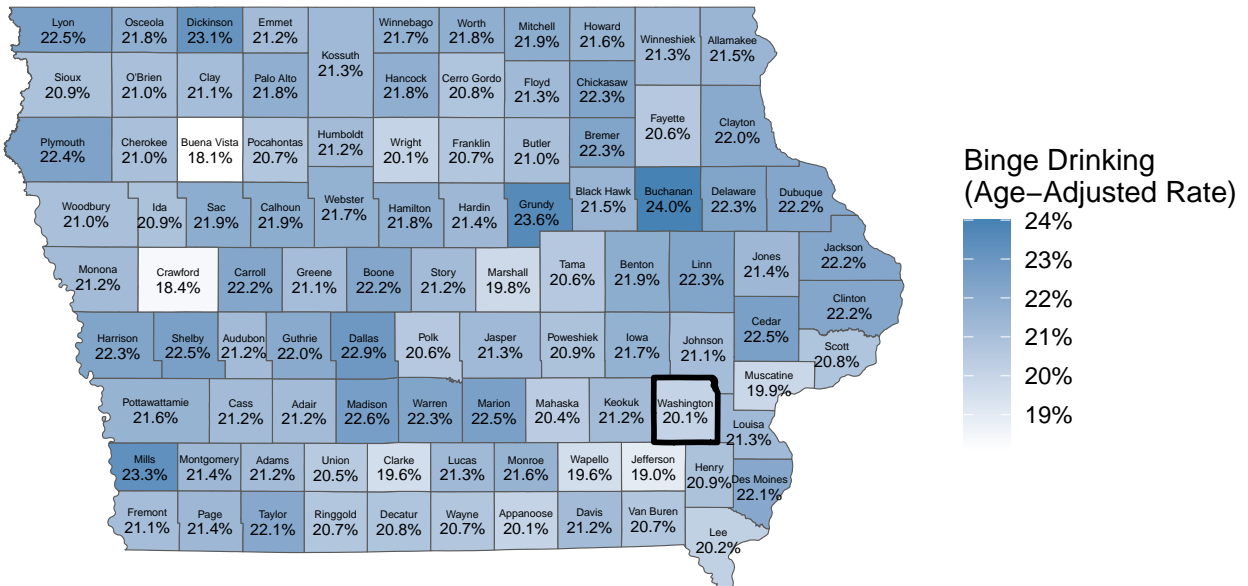 Lyon
22.5%
Osceola
21.8%
Dickinson
23.1%
Emmet
21.2%
Kossuth
21.3%
Winnebago
21.7%
Worth
21.8%
Mitchell
21.9%
Howard
21.6%
Winneshiek
21.3%
Allamakee
21.5%
Sioux
20.9%
O'Brien
21.0%
Clay
21.1%
Palo Alto
21.8%
Hancock
21.8%
Cerro Gordo
20.8%
Floyd
21.3%
Chickasaw
22.3%
Fayette
20.6%
Clayton
22.0%
Plymouth
22.4%
Cherokee
21.0%
Buena Vista
18.1%
Pocahontas
20.7%
Humboldt
21.2%
Wright
20.1%
Franklin
20.7%
Butler
21.0%
Bremer
22.3%
Woodbury
21.0%
Ida
20.9%
Sac
21.9%
Calhoun
21.9%
Webster
21.7%
Hamilton
21.8%
Hardin
21.4%
Grundy
23.6%
Black Hawk
21.5%
Buchanan
24.0%
Delaware
22.3%
Dubuque
22.2%
Monona
21.2%
Crawford
18.4%
Carroll
22.2%
Greene
21.1%
Boone
22.2%
Story
21.2%
Marshall
19.8%
Tama
20.6%
Benton
21.9%
Linn
22.3%
Jones
21.4%
Jackson
22.2%
Clinton
22.2%
Harrison
22.3%
Shelby
22.5%
Audubon
21.2%
Guthrie
22.0%
Dallas
22.9%
Polk
20.6%
Jasper
21.3%
Poweshiek
20.9%
Iowa
21.7%
Johnson
21.1%
Cedar
22.5%
Scott
20.8%
Muscatine
19.9%
Pottawattamie
21.6%
Cass
21.2%
Adair
21.2%
Madison
22.6%
Warren
22.3%
Marion
22.5%
Mahaska
20.4%
Keokuk
21.2%
Washington
20.1%
Louisa
21.3%
Mills
23.3%
Montgomery
21.4%
Adams
21.2%
Union
20.5%
Clarke
19.6%
Lucas
21.3%
Monroe
21.6%
Wapello
19.6%
Jefferson
19.0%
Henry
20.9%
Des Moines
22.1%
Fremont
21.1%
Page
21.4%
Taylor
22.1%
Ringgold
20.7%
Decatur
20.8%
Wayne
20.7%
Appanoose
20.1%
Davis
21.2%
Van Buren
20.7%
Lee
20.2%
Binge Drinking
(Age−Adjusted Rate)
24%
23%
22%
21%
20%
19%